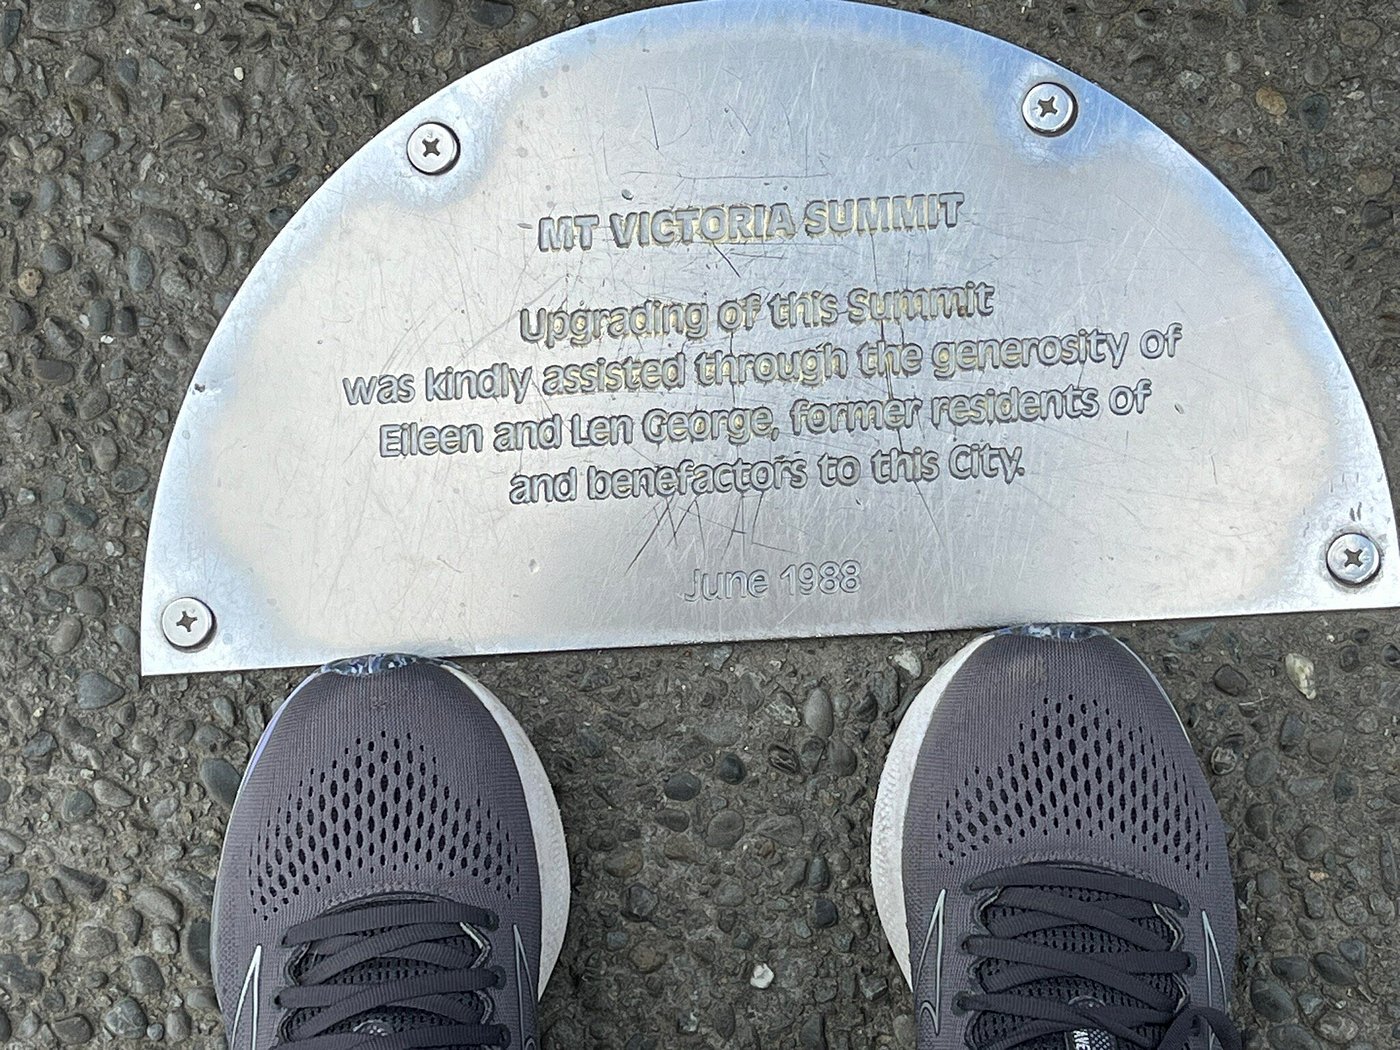 MT VICTORIA SUMMIT
Upgrading of this Summit
was kindly assisted through the generosity of
Eileen and Len George, former residents of
and benefactors to this City.
June 1988